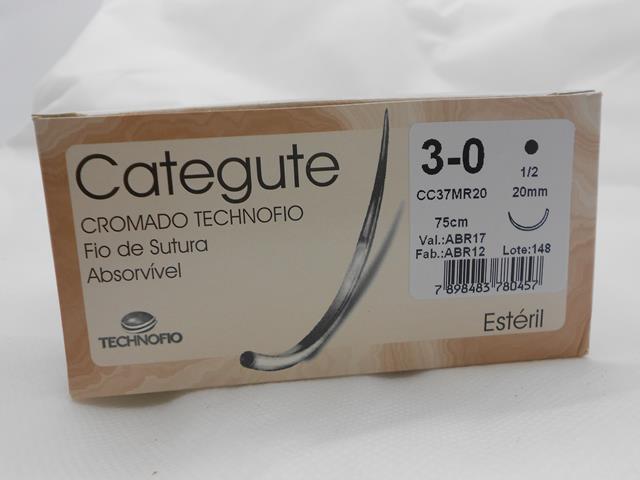 Categute
CROMADO TECHNOFIO
Fio de Sutura
Absorvível
TECHNOFIO
3-0
1/2
CC37MR20
20mm
75cm
Val.:ABR17
Fab.:ABR12 Lote:148
7 898483 780457
Estéril